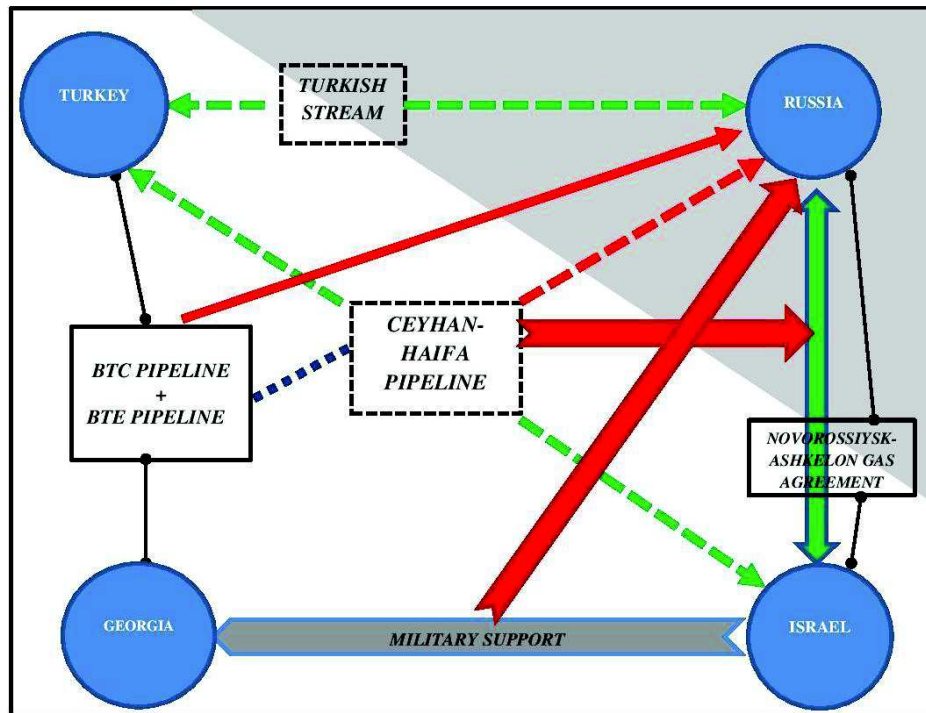 TURKEY
TURKISH
STREAM
RUSSIA
CEYHAN-
HAIFA
PIPELINE
BTC PIPELINE
+
BTE PIPELINE
NOVOROSSIYSK-
ASHKELON GAS
AGREEMENT
GEORGIA
MILITARY SUPPORT
ISRAEL